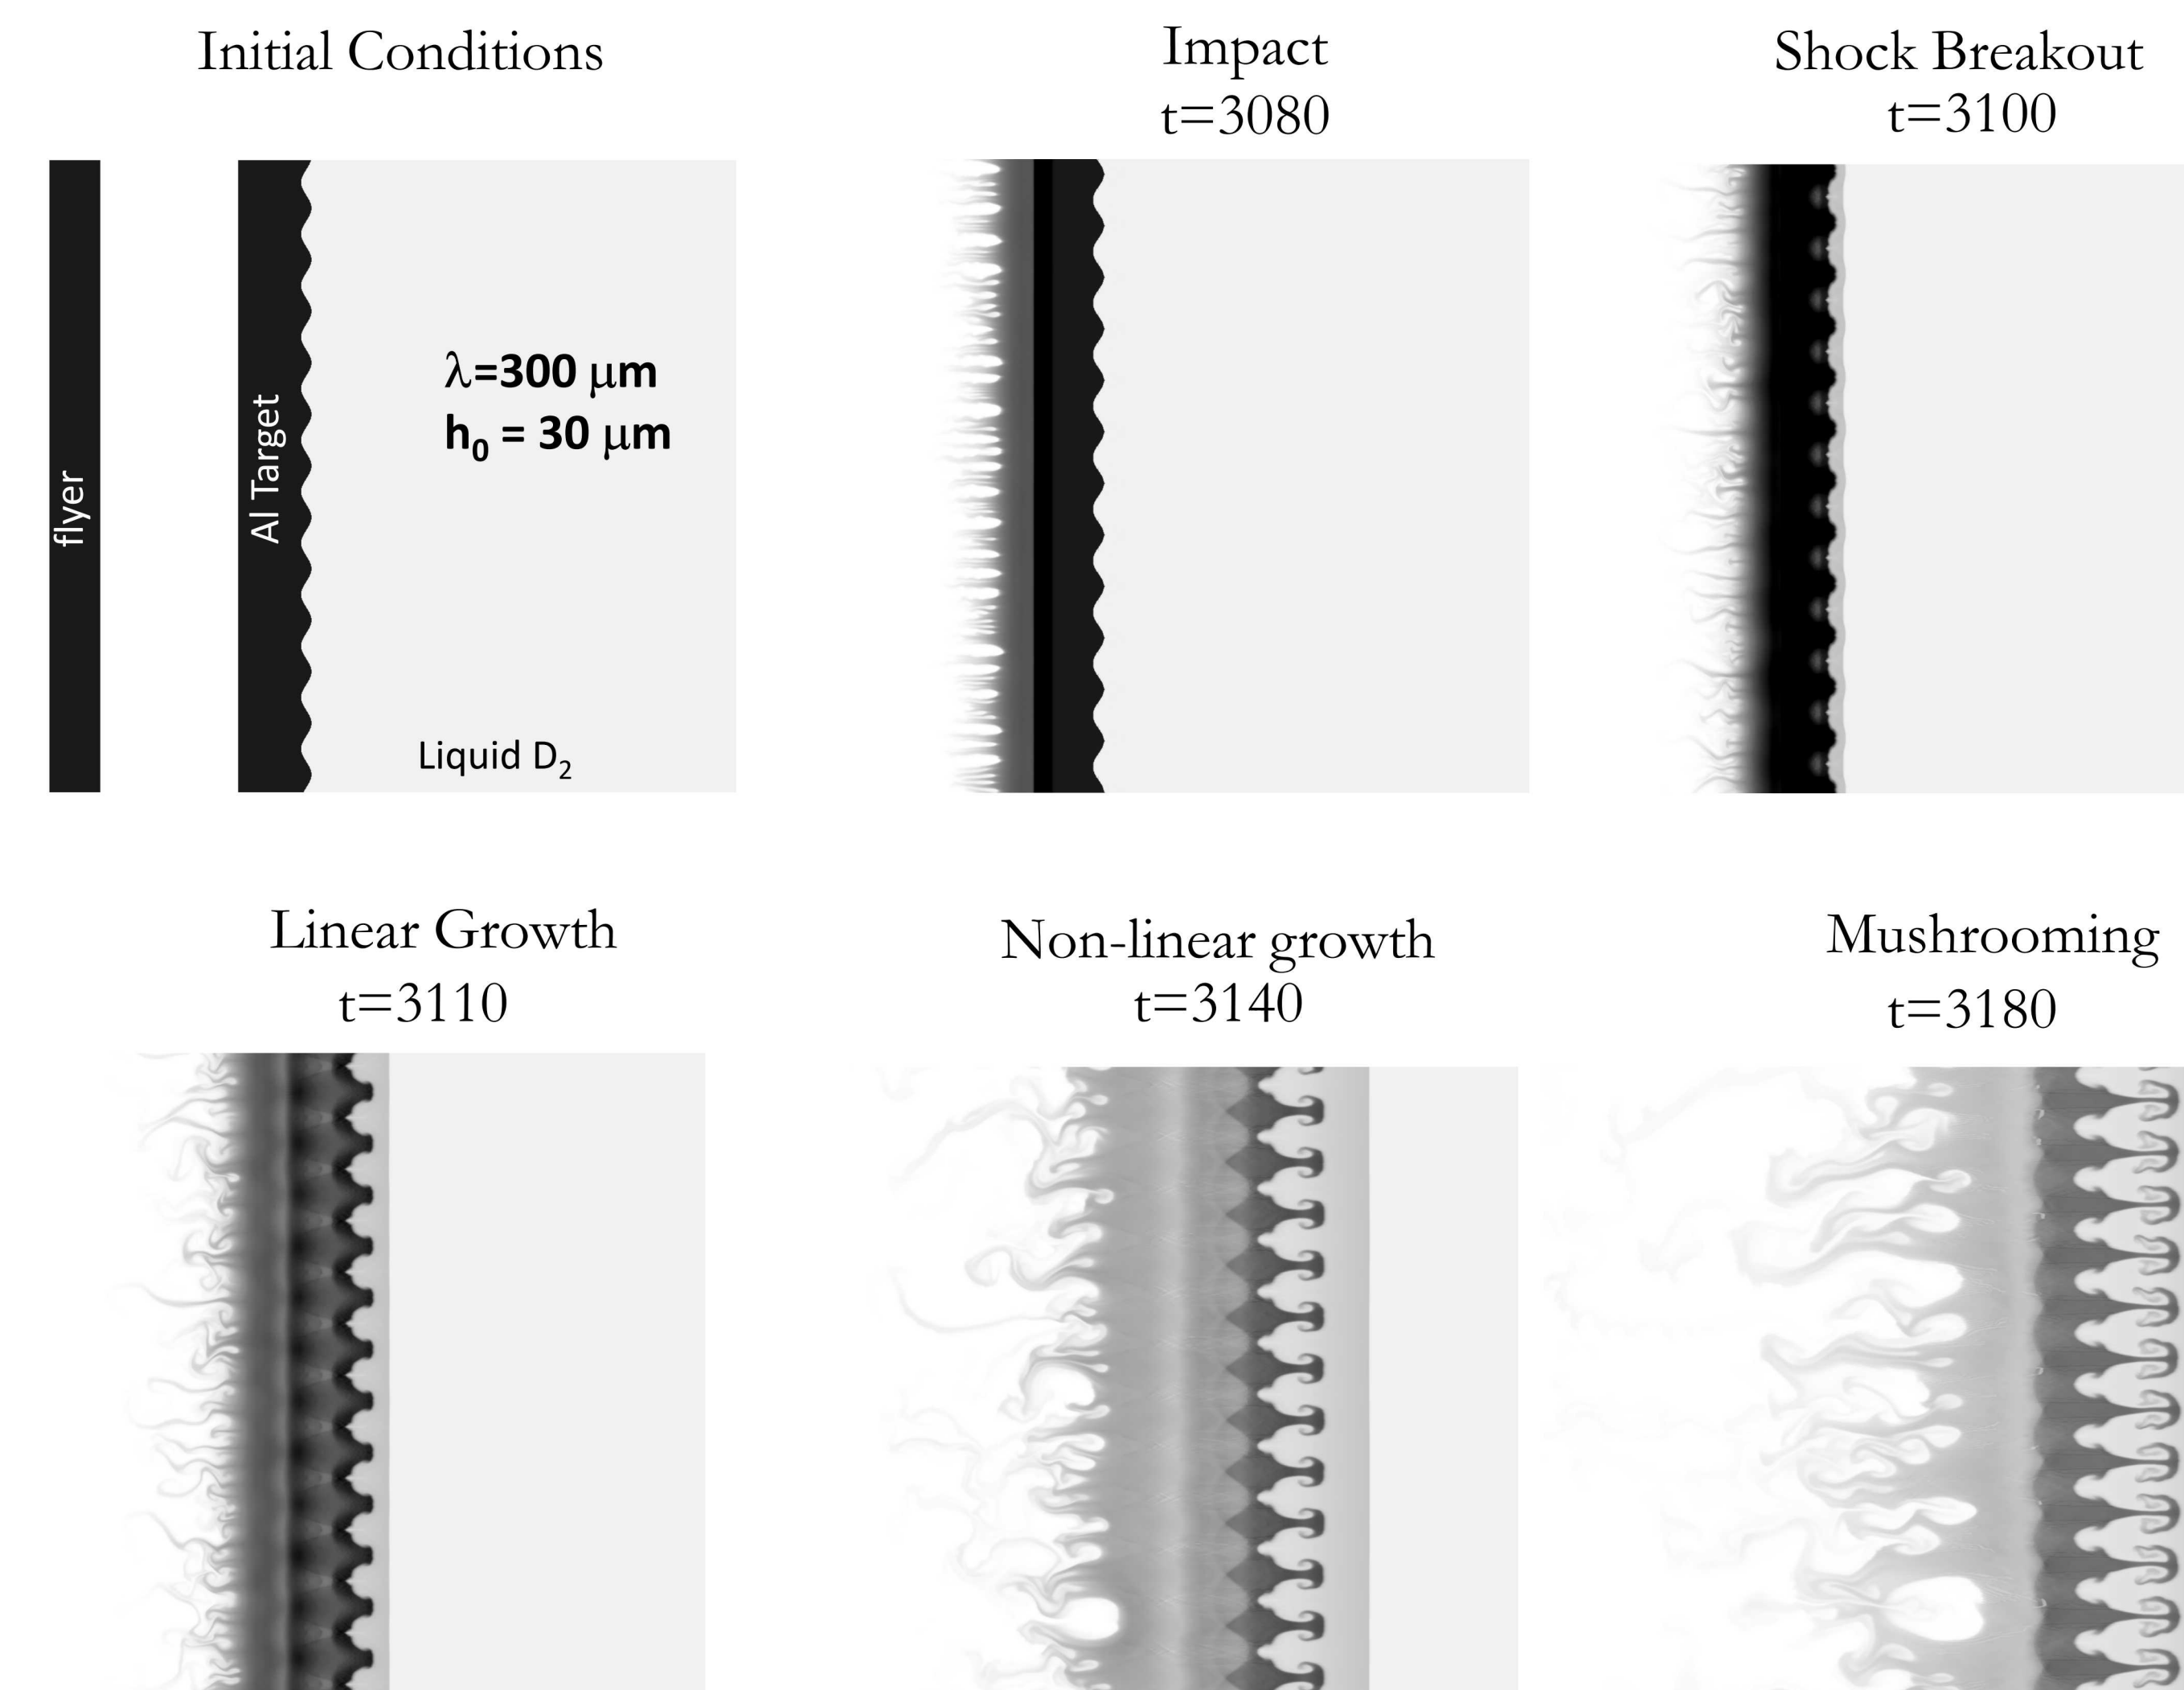 Initial Conditions
Impact
t=3080
Shock Breakout
t=3100
flyer
Al Target
λ=300 μm
h₀ = 30 μm
Liquid D₂
Linear Growth
t=3110
Non-linear growth
t=3140
Mushrooming
t=3180